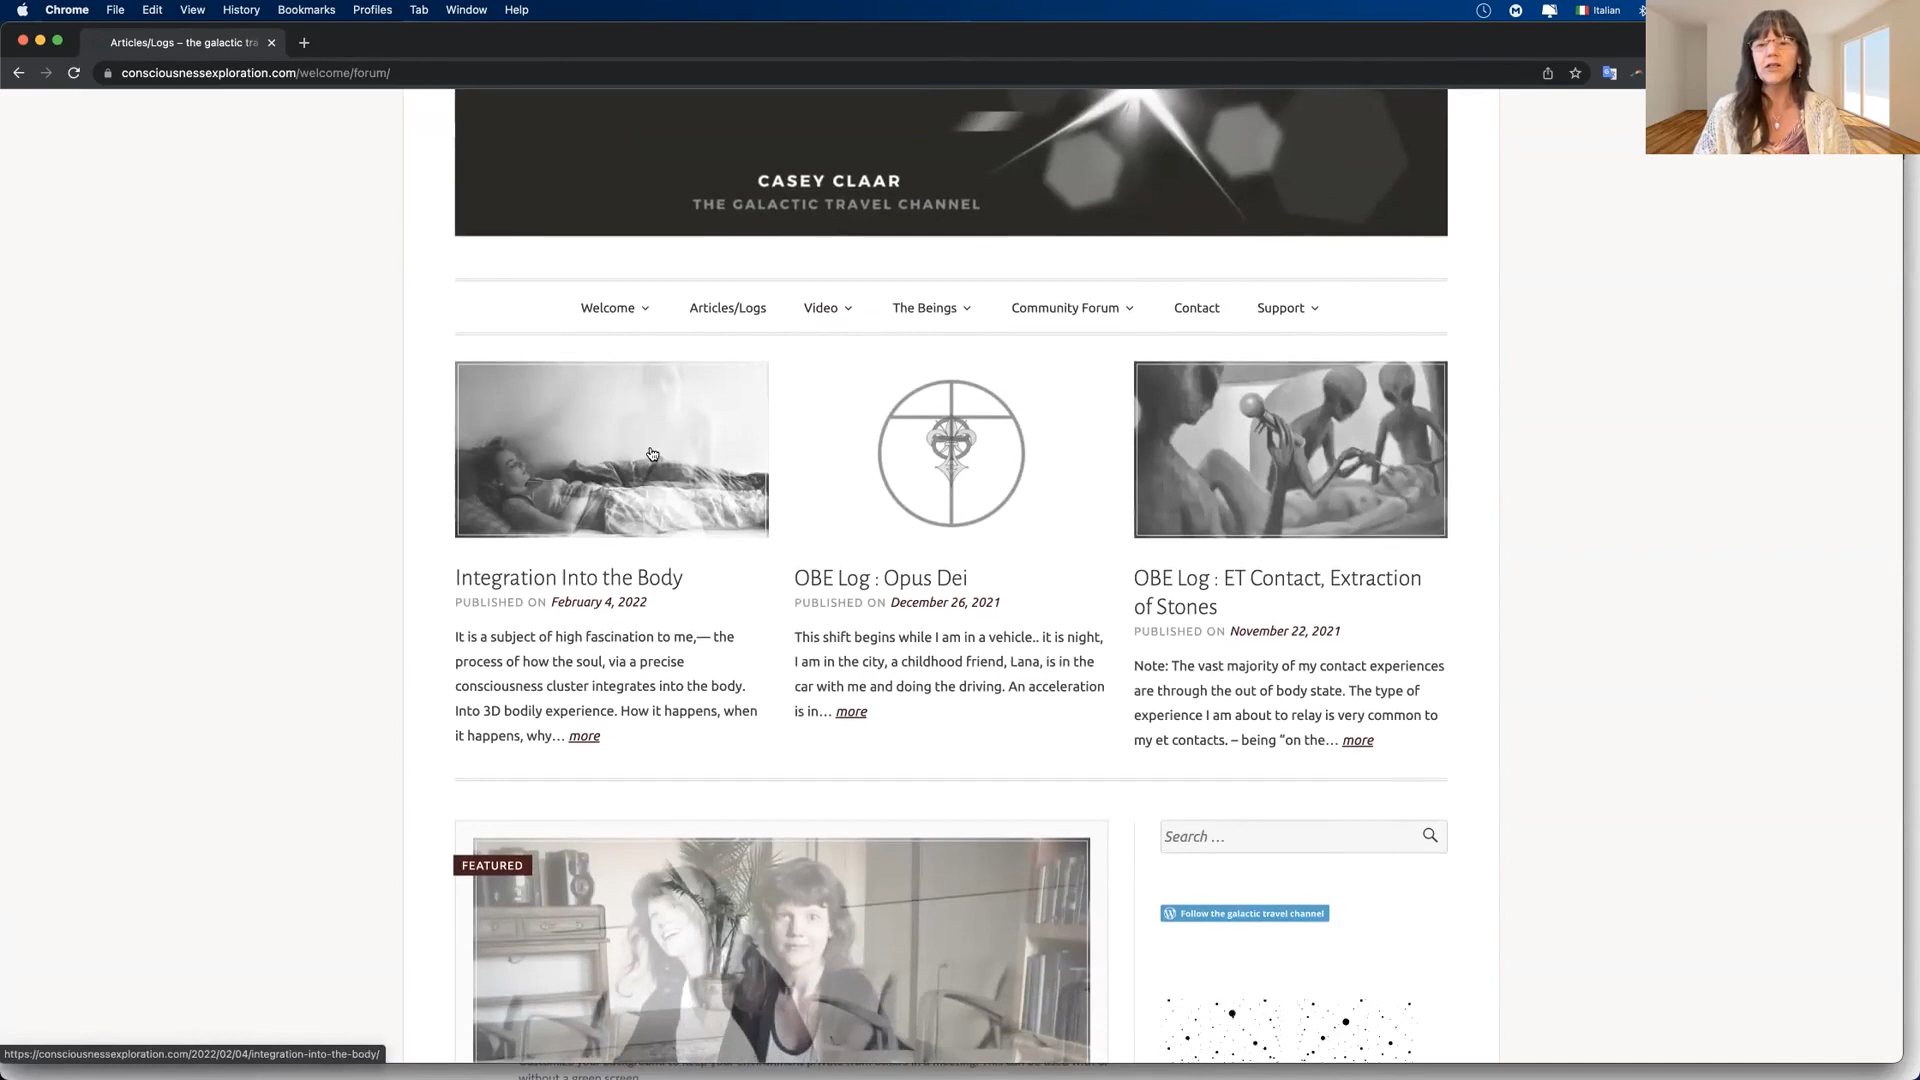 Chrome File Edit View History Bookmarks Profiles Tab Window Help
Italian
Articles/Logs – the galactic tra
consciousnessexploration.com/welcome/forum/
CASEY CLAAR
THE GALACTIC TRAVEL CHANNEL
Welcome Articles/Logs Video The Beings Community Forum Contact Support
Integration Into the Body
PUBLISHED ON February 4, 2022
It is a subject of high fascination to me,— the
process of how the soul, via a precise
consciousness cluster integrates into the body.
Into 3D bodily experience. How it happens, when
it happens, why… more
OBE Log : Opus Dei
PUBLISHED ON December 26, 2021
This shift begins while I am in a vehicle.. it is night,
I am in the city, a childhood friend, Lana, is in the
car with me and doing the driving. An acceleration
is in… more
OBE Log : ET Contact, Extraction
of Stones
PUBLISHED ON November 22, 2021
Note: The vast majority of my contact experiences
are through the out of body state. The type of
experience I am about to relay is very common to
my et contacts. – being “on the… more
FEATURED
Search …
Follow the galactic travel channel
https://consciousnessexploration.com/2022/02/04/integration-into-the-body/
without a green screen